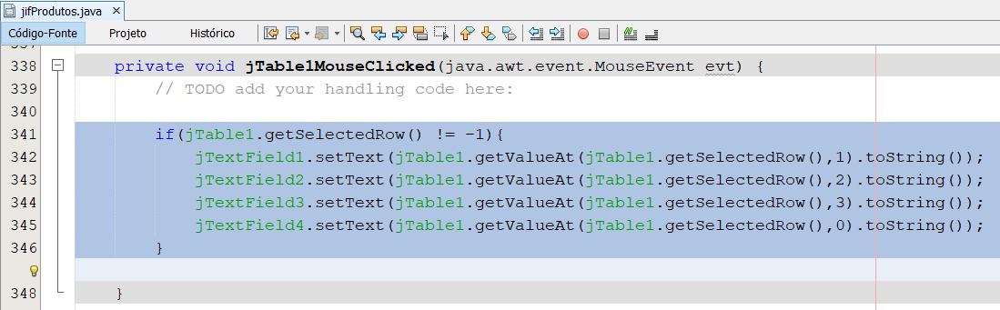 jifProdutos.java
Código-Fonte Projeto Histórico
337
338 private void jTable1MouseClicked(java.awt.event.MouseEvent evt) {
339 // TODO add your handling code here:
340
341 if(jTable1.getSelectedRow() != -1){
342 jTextField1.setText(jTable1.getValueAt(jTable1.getSelectedRow(),1).toString());
343 jTextField2.setText(jTable1.getValueAt(jTable1.getSelectedRow(),2).toString());
344 jTextField3.setText(jTable1.getValueAt(jTable1.getSelectedRow(),3).toString());
345 jTextField4.setText(jTable1.getValueAt(jTable1.getSelectedRow(),0).toString());
346 }
348 }